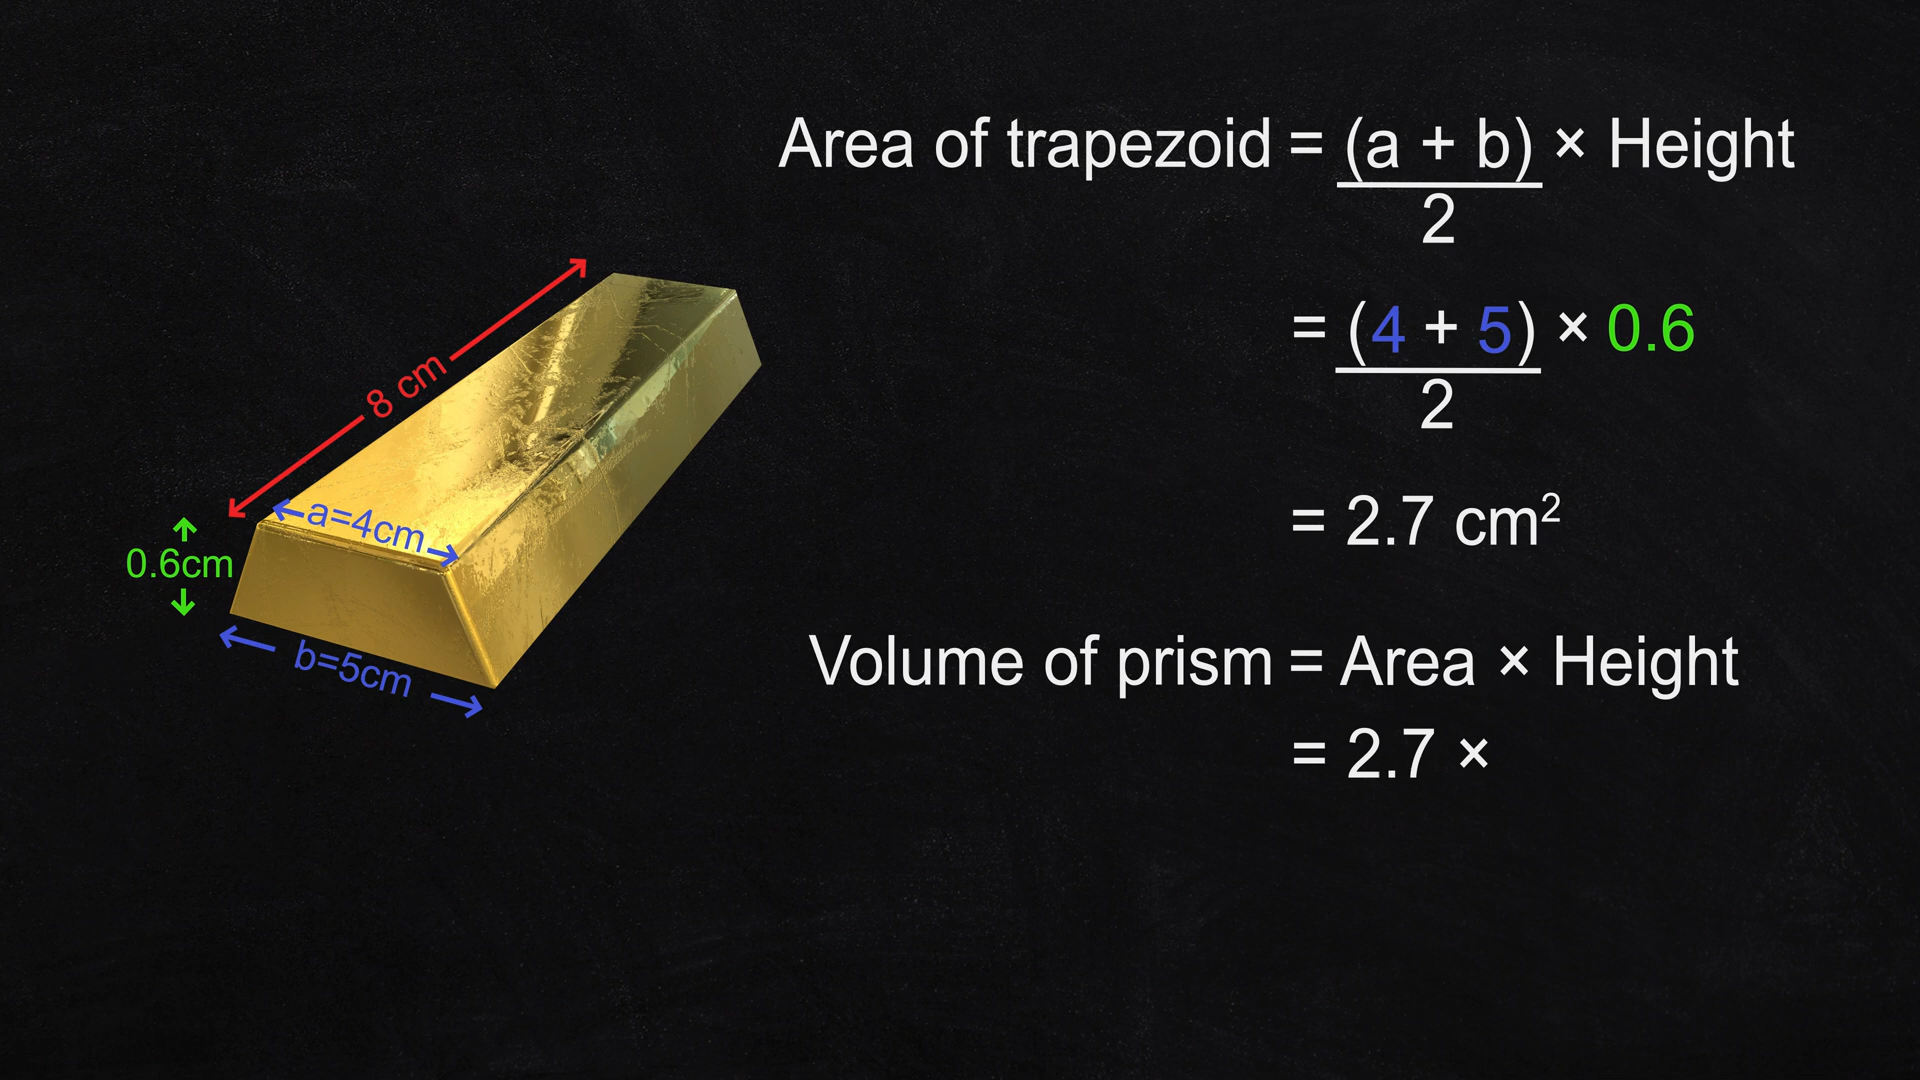 Area of trapezoid = (a + b) × Height
2
= (4 + 5) × 0.6
2
= 2.7 cm²
8 cm
a=4cm
0.6cm
b=5cm
Volume of prism = Area × Height
= 2.7 ×